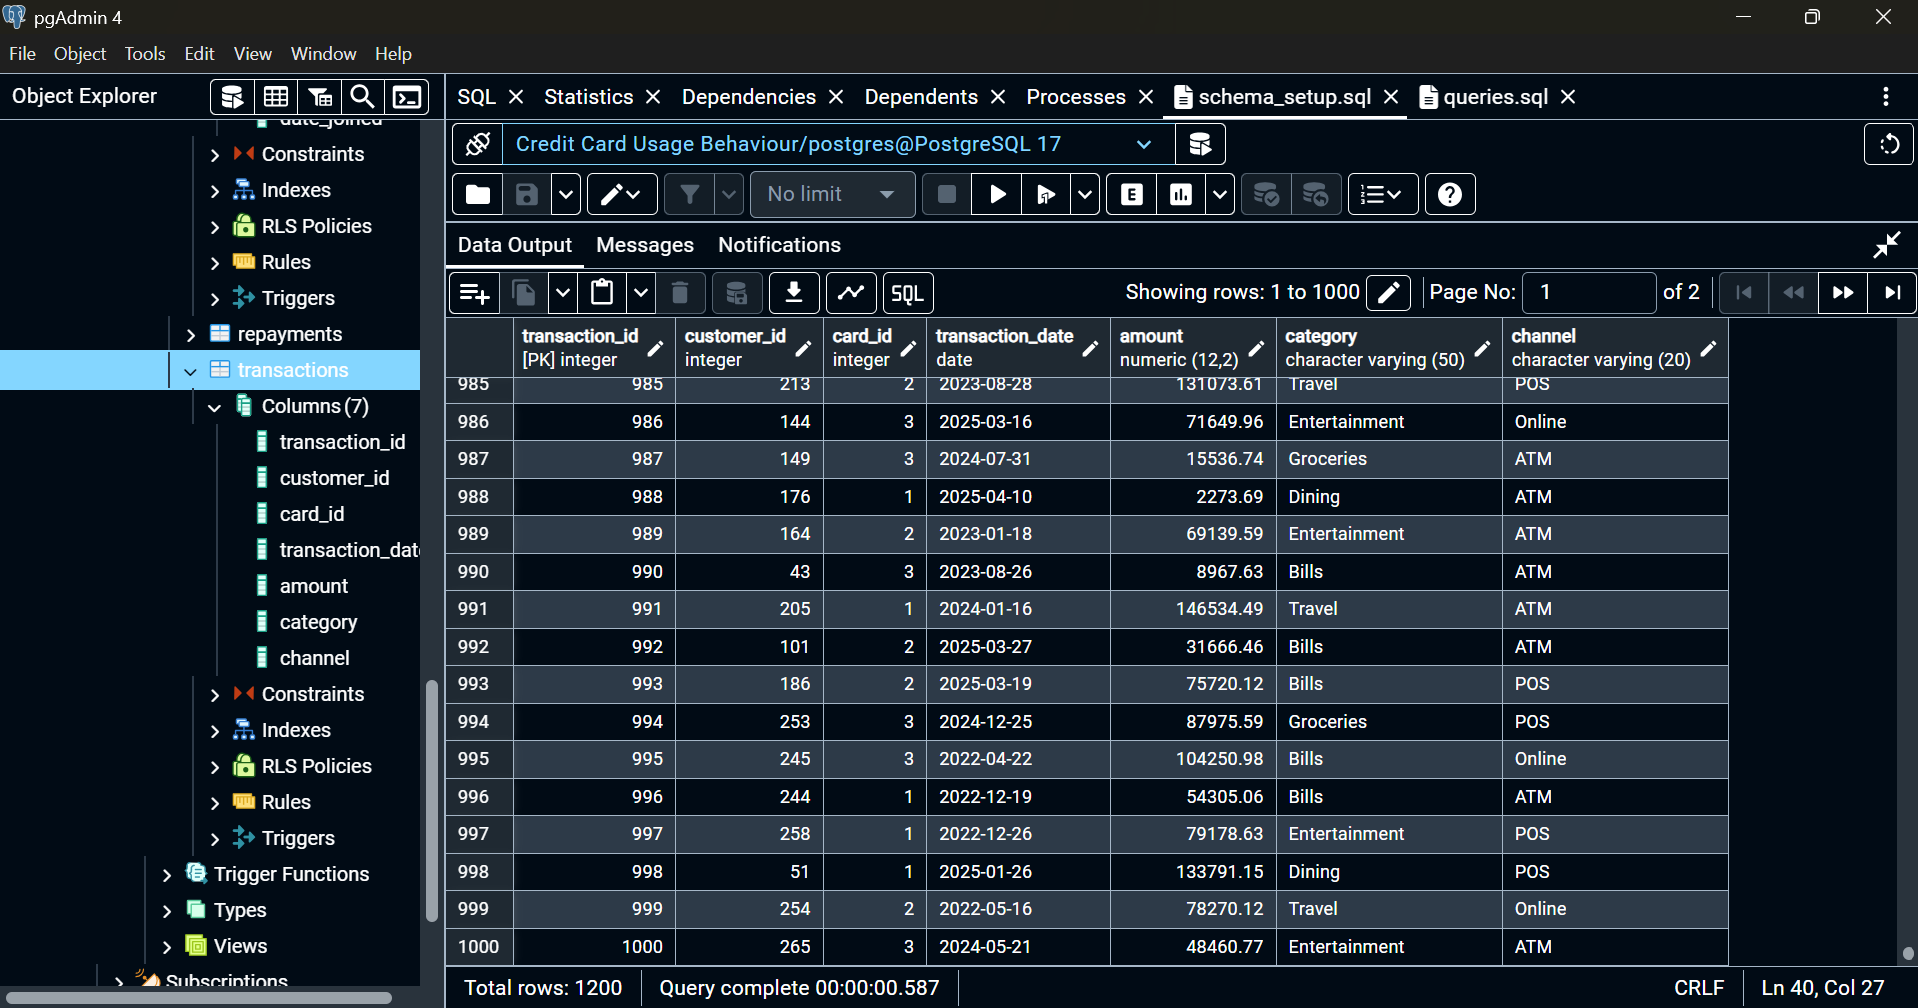 pgAdmin 4
File Object Tools Edit View Window Help
Object Explorer
SQL Statistics Dependencies Dependents Processes schema_setup.sql queries.sql
date_joined
Constraints
Indexes
RLS Policies
Rules
Triggers
repayments
transactions
Columns (7)
transaction_id
customer_id
card_id
transaction_dat
amount
category
channel
Constraints
Indexes
RLS Policies
Rules
Triggers
Trigger Functions
Types
Views
Subscriptions
Credit Card Usage Behaviour/postgres@PostgreSQL 17
No limit
E
Data Output Messages Notifications
SQL Showing rows: 1 to 1000 Page No: 1 of 2
transaction_id customer_id card_id transaction_date amount category channel
[PK] integer integer integer date numeric (12,2) character varying (50) character varying (20)
985 985 213 2 2023-08-28 131073.61 Travel POS
986 986 144 3 2025-03-16 71649.96 Entertainment Online
987 987 149 3 2024-07-31 15536.74 Groceries ATM
988 988 176 1 2025-04-10 2273.69 Dining ATM
989 989 164 2 2023-01-18 69139.59 Entertainment ATM
990 990 43 3 2023-08-26 8967.63 Bills ATM
991 991 205 1 2024-01-16 146534.49 Travel ATM
992 992 101 2 2025-03-27 31666.46 Bills ATM
993 993 186 2 2025-03-19 75720.12 Bills POS
994 994 253 3 2024-12-25 87975.59 Groceries POS
995 995 245 3 2022-04-22 104250.98 Bills Online
996 996 244 1 2022-12-19 54305.06 Bills ATM
997 997 258 1 2022-12-26 79178.63 Entertainment POS
998 998 51 1 2025-01-26 133791.15 Dining POS
999 999 254 2 2022-05-16 78270.12 Travel Online
1000 1000 265 3 2024-05-21 48460.77 Entertainment ATM
Total rows: 1200 Query complete 00:00:00.587 CRLF Ln 40, Col 27